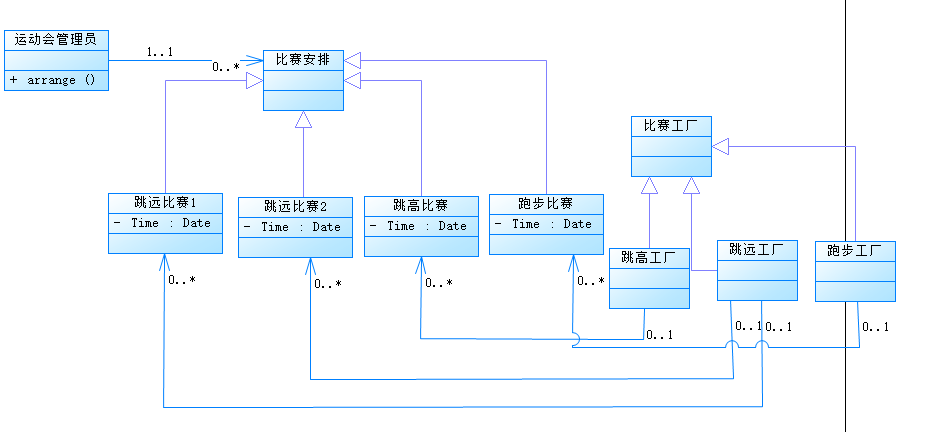 运动会管理员
+ arrange ()
1..1
0..*
比赛安排
比赛工厂
跳远比赛1
- Time : Date
跳远比赛2
- Time : Date
跳高比赛
- Time : Date
跑步比赛
- Time : Date
跳高工厂
跳远工厂
跑步工厂
0..*
0..*
0..*
0..*
0..1
0..1
0..1
0..1